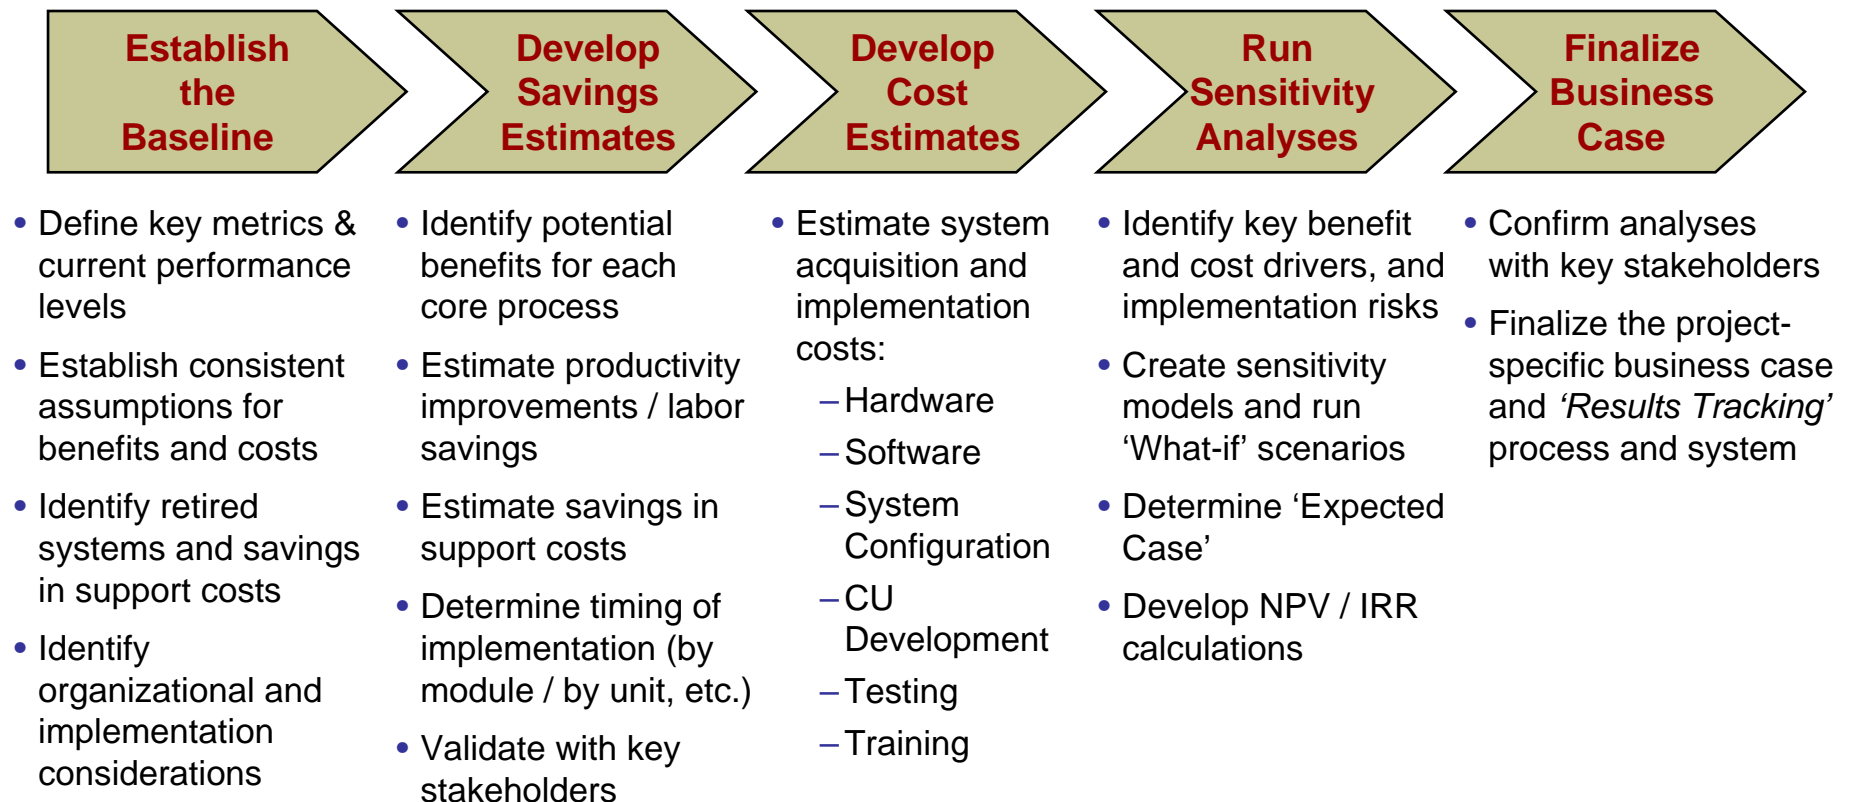 Establish
the
Baseline
Develop
Savings
Estimates
Develop
Cost
Estimates
Run
Sensitivity
Analyses
Finalize
Business
Case
• Define key metrics &
current performance
levels
• Establish consistent
assumptions for
benefits and costs
• Identify retired
systems and savings
in support costs
• Identify
organizational and
implementation
considerations
• Identify potential
benefits for each
core process
• Estimate productivity
improvements / labor
savings
• Estimate savings in
support costs
• Determine timing of
implementation (by
module / by unit, etc.)
• Validate with key
stakeholders
• Estimate system
acquisition and
implementation
costs:
– Hardware
– Software
– System
Configuration
– CU
Development
– Testing
– Training
• Identify key benefit
and cost drivers, and
implementation risks
• Create sensitivity
models and run
‘What-if’ scenarios
• Determine ‘Expected
Case’
• Develop NPV / IRR
calculations
• Confirm analyses
with key stakeholders
• Finalize the project-
specific business case
and ‘Results Tracking’
process and system